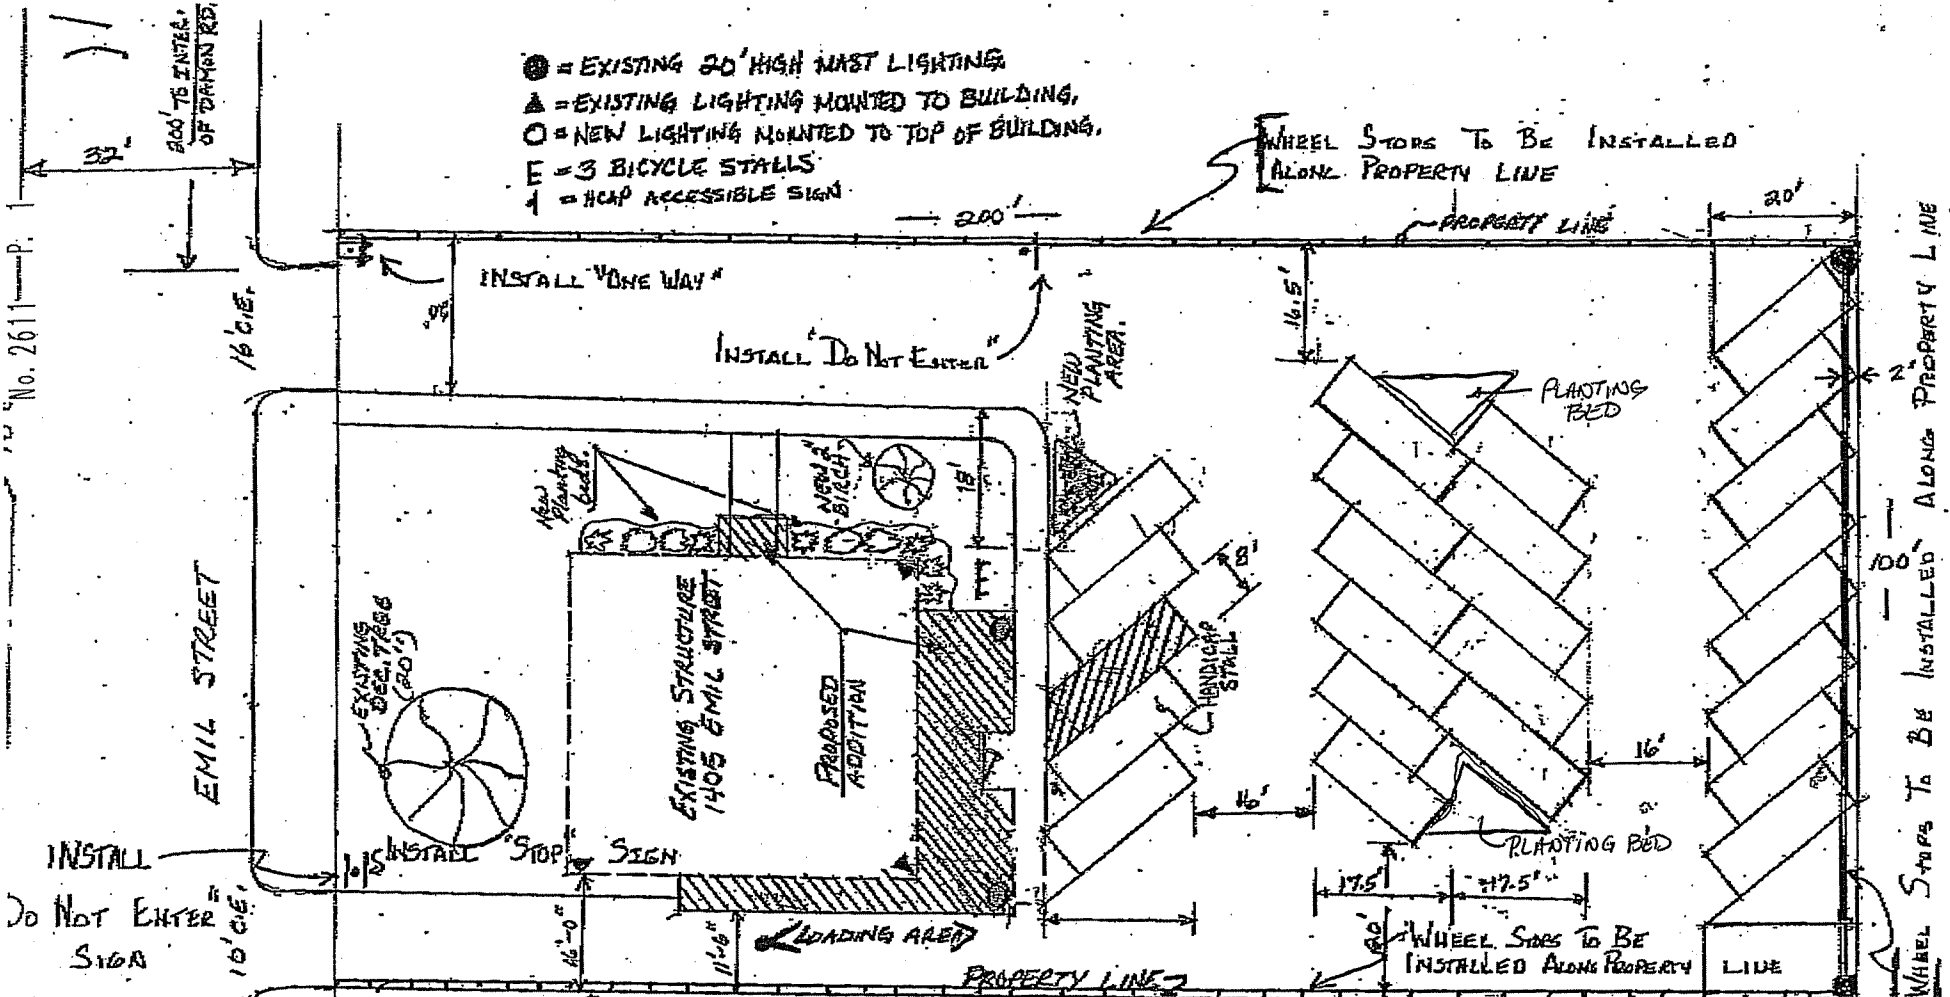 No. 2611—P. 1
200' TO INTER.
OF DAMON RD.
32'
= EXISTING 20' HIGH MAST LIGHTING
= EXISTING LIGHTING MOUNTED TO BUILDING.
O = NEW LIGHTING MOUNTED TO TOP OF BUILDING.
E = 3 BICYCLE STALLS
= HCAP ACCESSIBLE SIGN
WHEEL STOPS TO BE INSTALLED
ALONG PROPERTY LINE
200'
PROPERTY LINE
20'
INSTALL "ONE WAY"
INSTALL "DO NOT ENTER"
16.5'
16' C.E.
NEW
PLANTING
AREA.
PLANTING
BED
2"
New
Planting
beds.
NEW 2"
BIRCH
18'
8'
HANDICAP
STALL
100'
EMIL STREET
EXISTING
DEC. TREE
(20")
EXISTING STRUCTURE
1405 EMIL STREET
PROPOSED
ADDITION
16'
16'
PLANTING BED
INSTALL "STOP" SIGN
INSTALL
DO NOT ENTER"
SIGN
10' C.E.
16'-0"
11'-6"
LOADING AREA
17.5'
17.5'
20'
WHEEL STOPS TO BE
INSTALLED ALONG PROPERTY LINE
PROPERTY LINE
WHEEL STOPS TO BE INSTALLED ALONG PROPERTY LINE